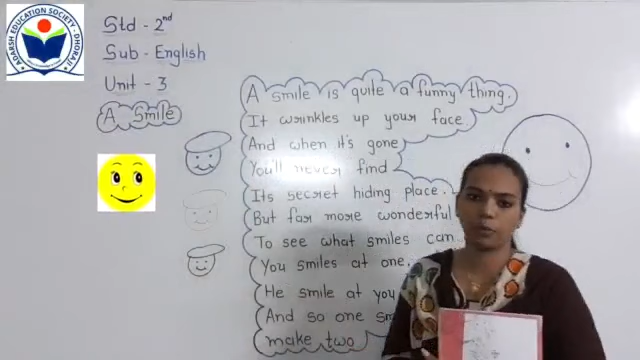 ADARSH EDUCATION SOCIETY - DHORAJI
Std - 2nd
Sub - English
Unit - 3
A Smile
A smile is quite a funny thing.
It wrinkles up your face.
And when it's gone
You'll never find
Its secret hiding place.
But far more wonderful
To see what smiles can
You smiles at one.
He smile at you
And so one
make two